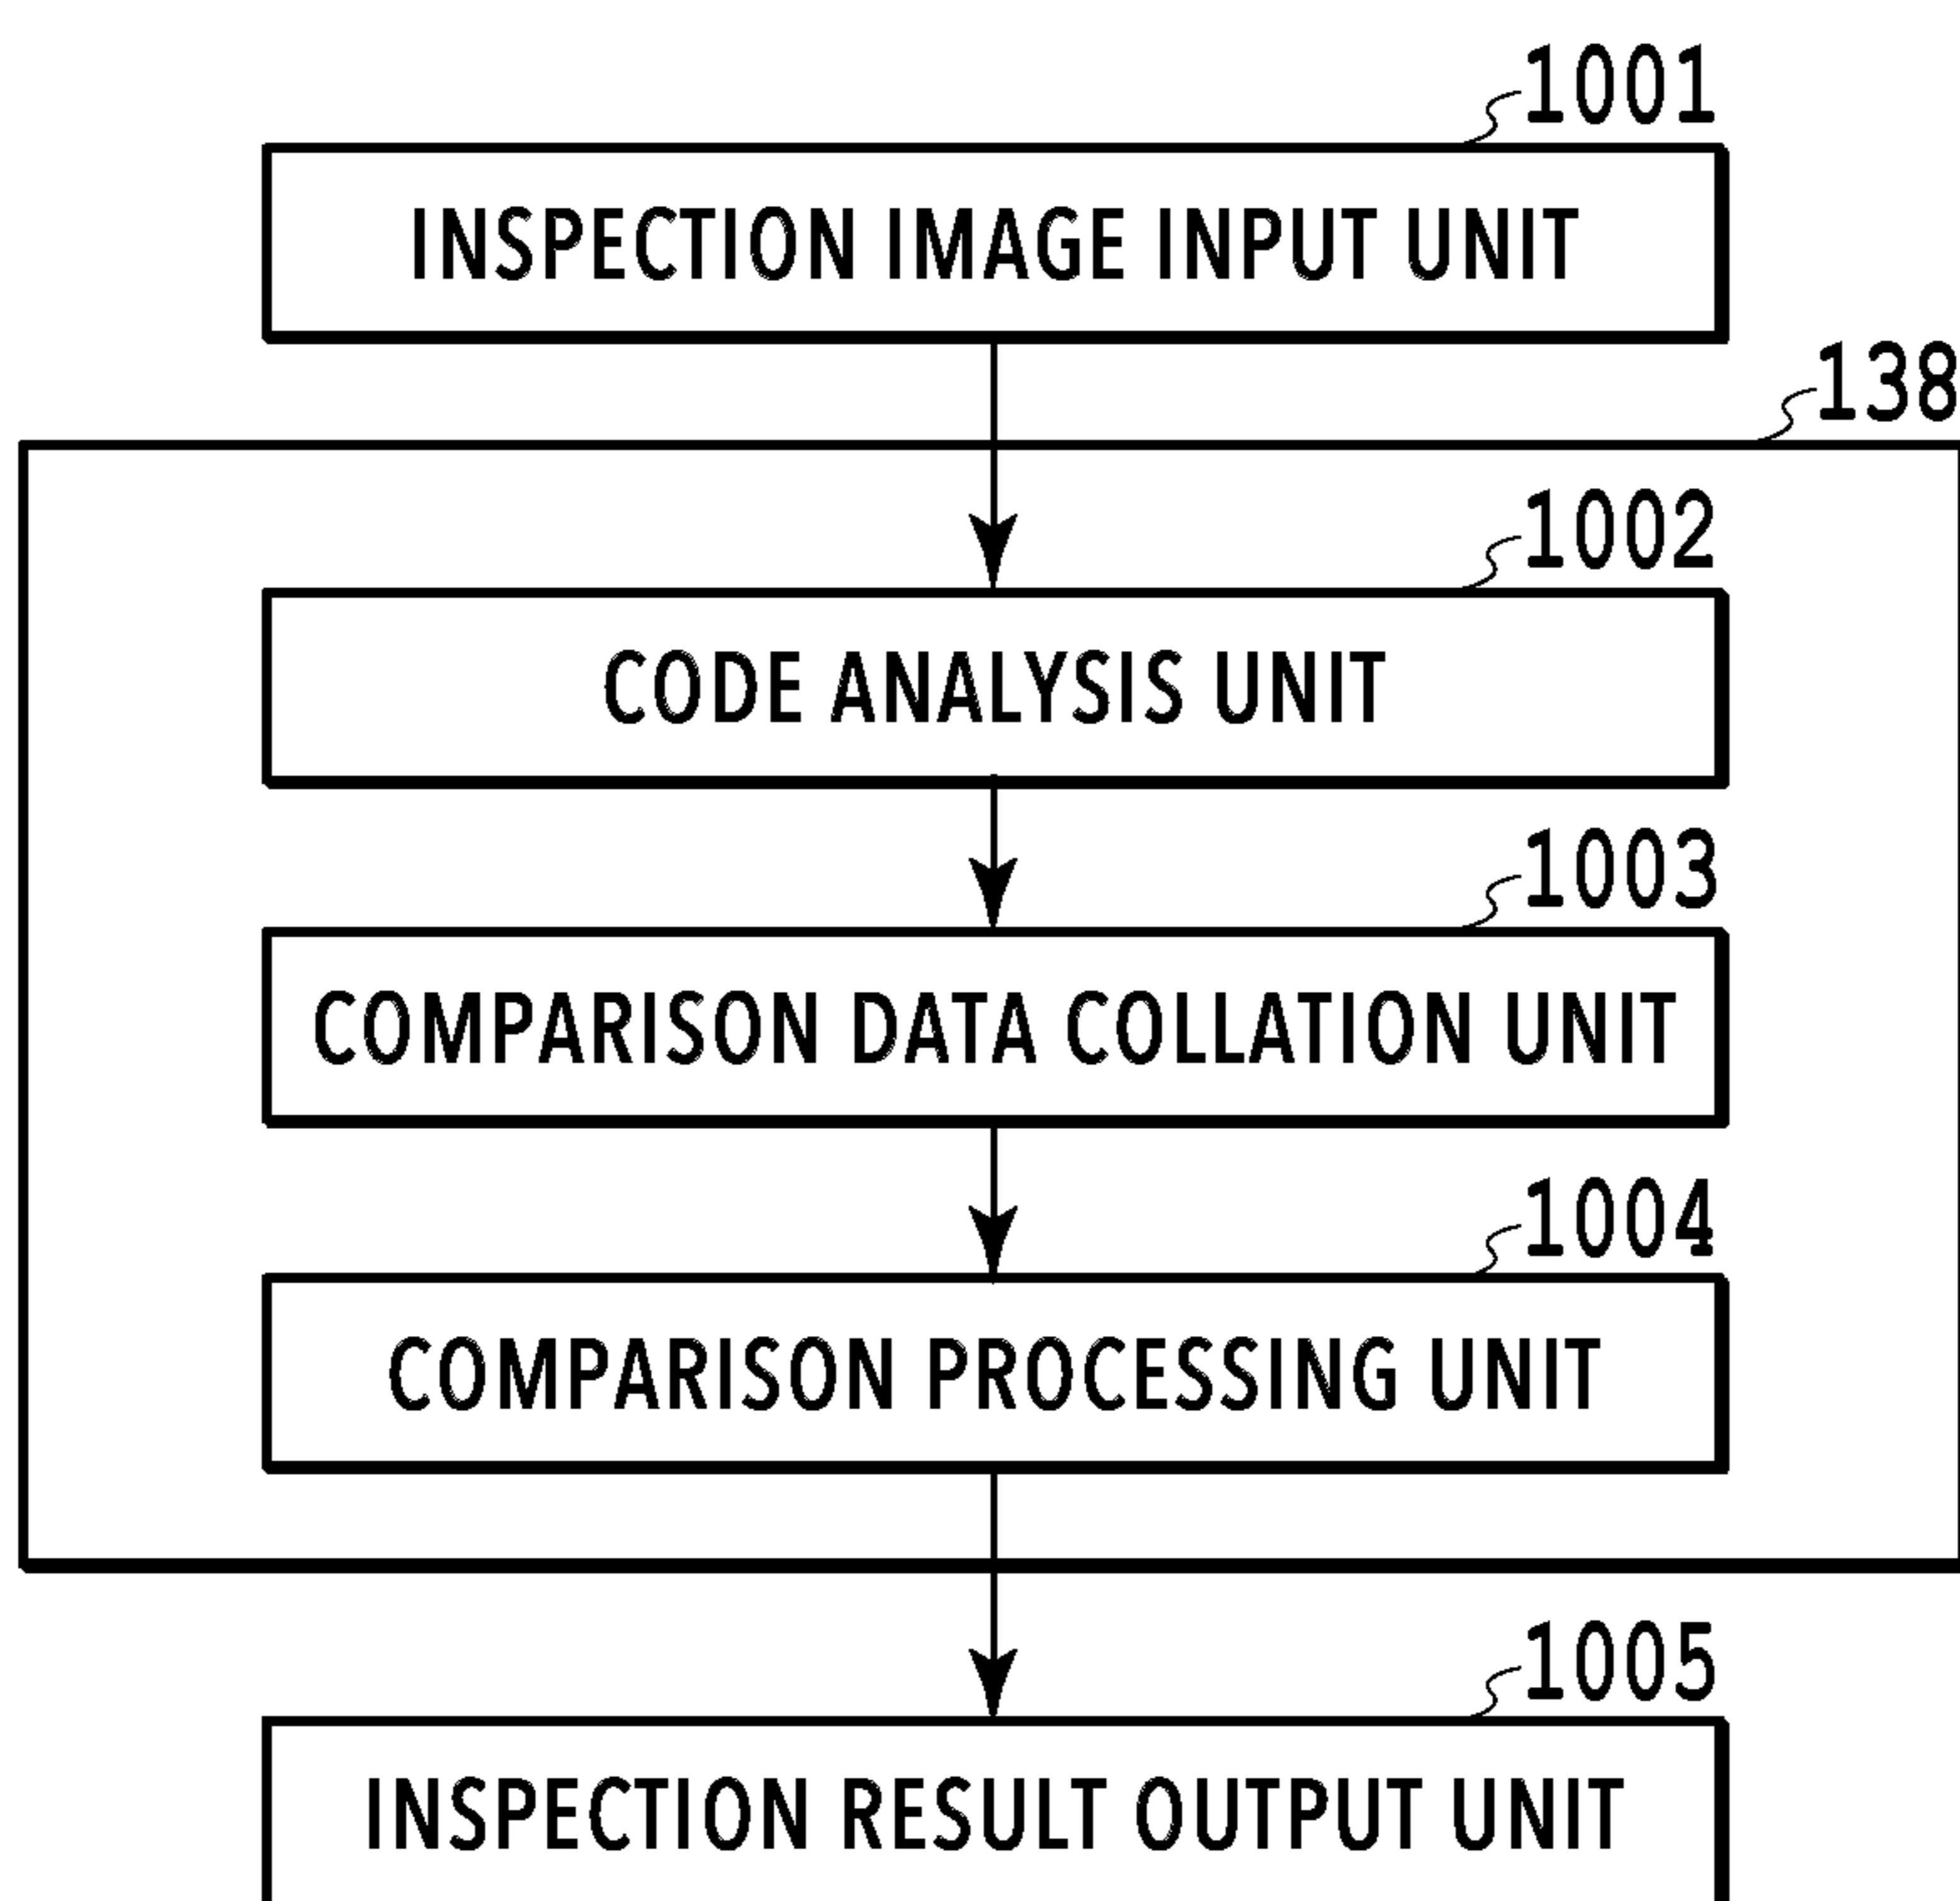 1001
INSPECTION IMAGE INPUT UNIT
138
1002
CODE ANALYSIS UNIT
1003
COMPARISON DATA COLLATION UNIT
1004
COMPARISON PROCESSING UNIT
1005
INSPECTION RESULT OUTPUT UNIT